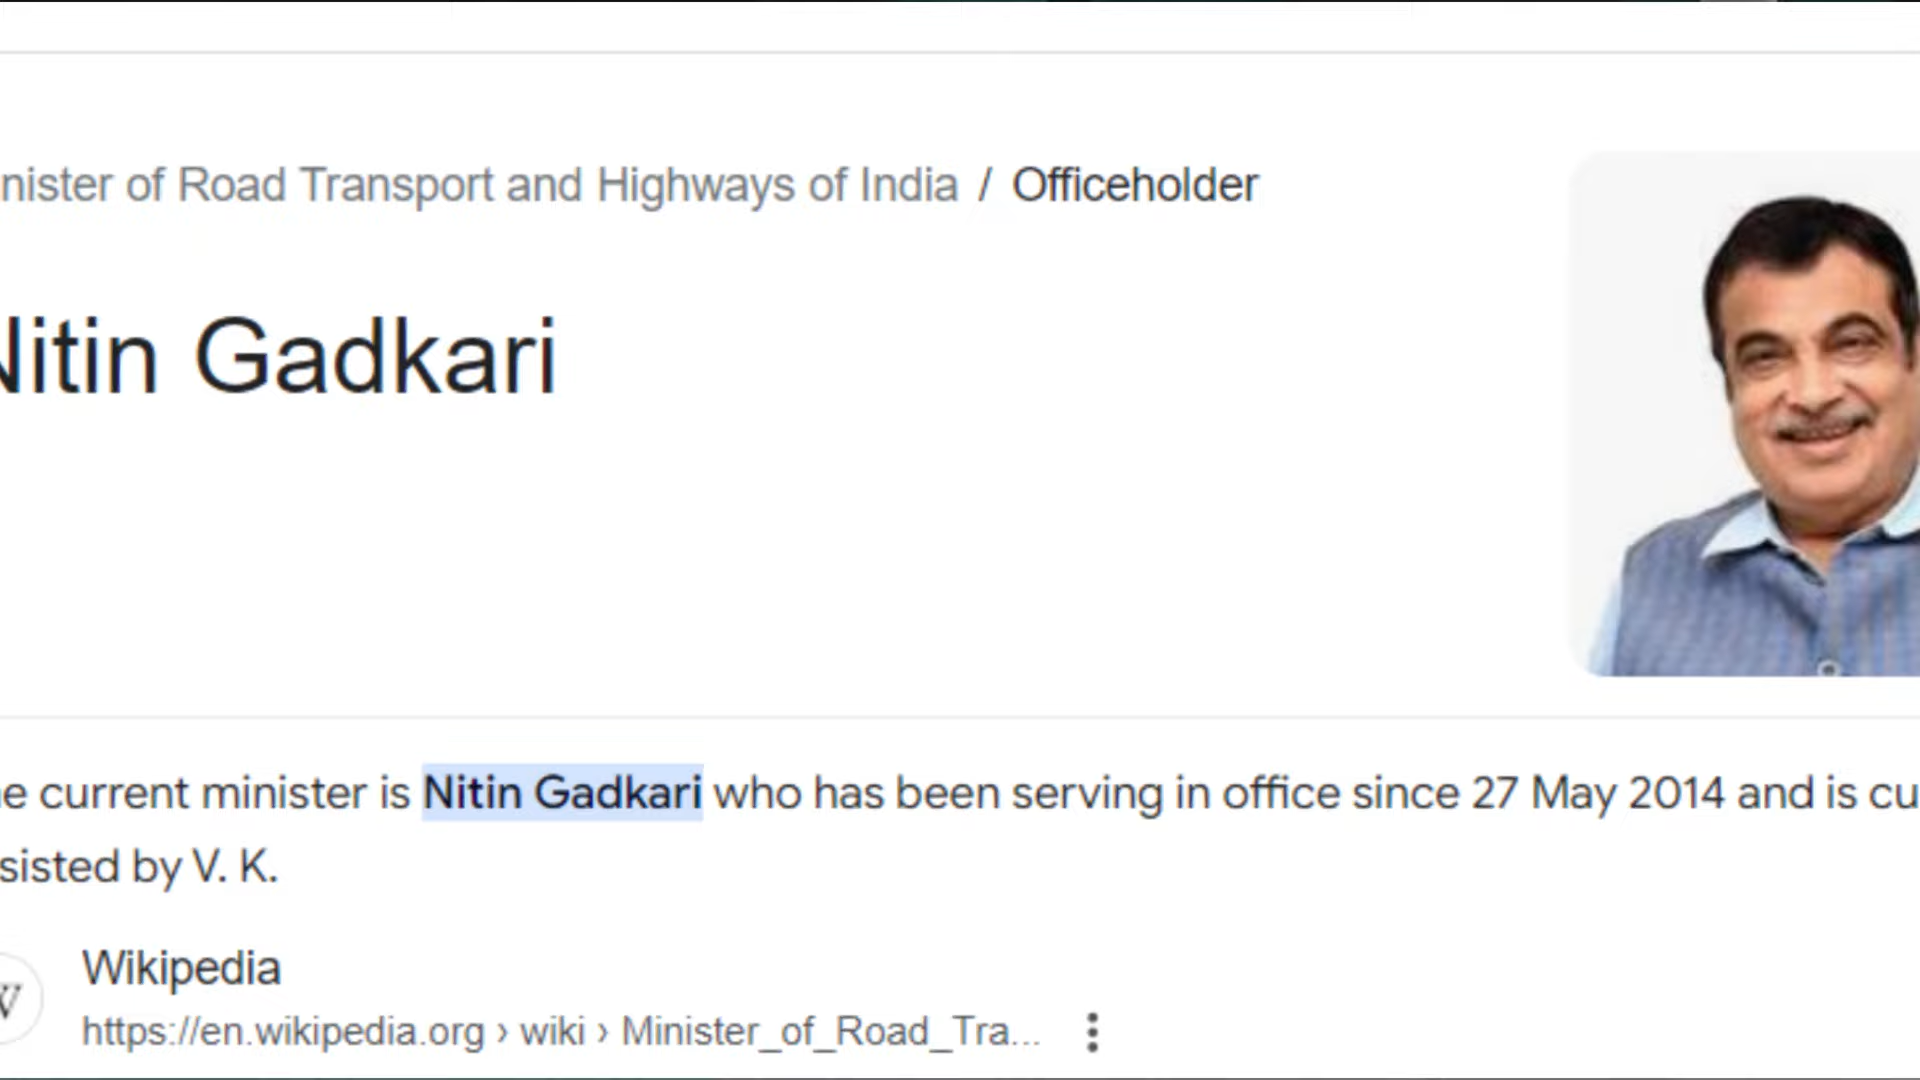 nister of Road Transport and Highways of India / Officeholder
Nitin Gadkari
e current minister is Nitin Gadkari who has been serving in office since 27 May 2014 and is cu
sisted by V. K.
Wikipedia
W
https://en.wikipedia.org › wiki › Minister_of_Road_Tra...